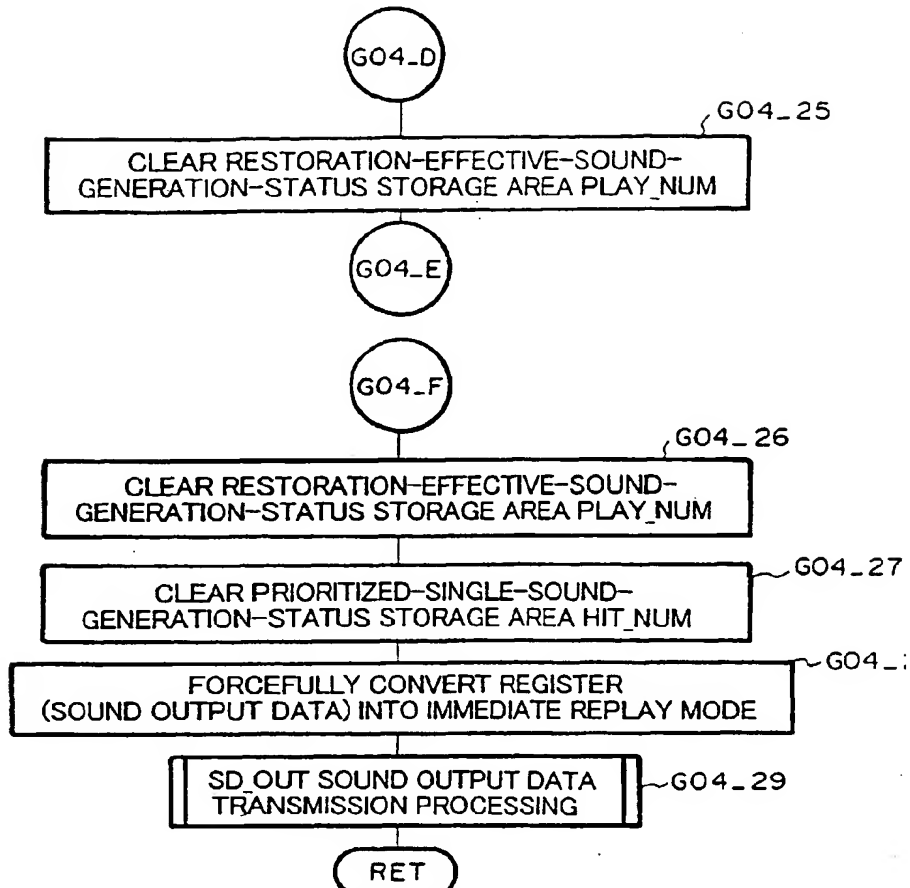 G04_D
G04_25
CLEAR RESTORATION-EFFECTIVE-SOUND-
GENERATION-STATUS STORAGE AREA PLAY_NUM
G04_E
G04_F
G04_26
CLEAR RESTORATION-EFFECTIVE-SOUND-
GENERATION-STATUS STORAGE AREA PLAY_NUM
G04_27
CLEAR PRIORITIZED-SINGLE-SOUND-
GENERATION-STATUS STORAGE AREA HIT_NUM
FORCEFULLY CONVERT REGISTER
(SOUND OUTPUT DATA) INTO IMMEDIATE REPLAY MODE
SD_OUT SOUND OUTPUT DATA
TRANSMISSION PROCESSING
G04_29
RET